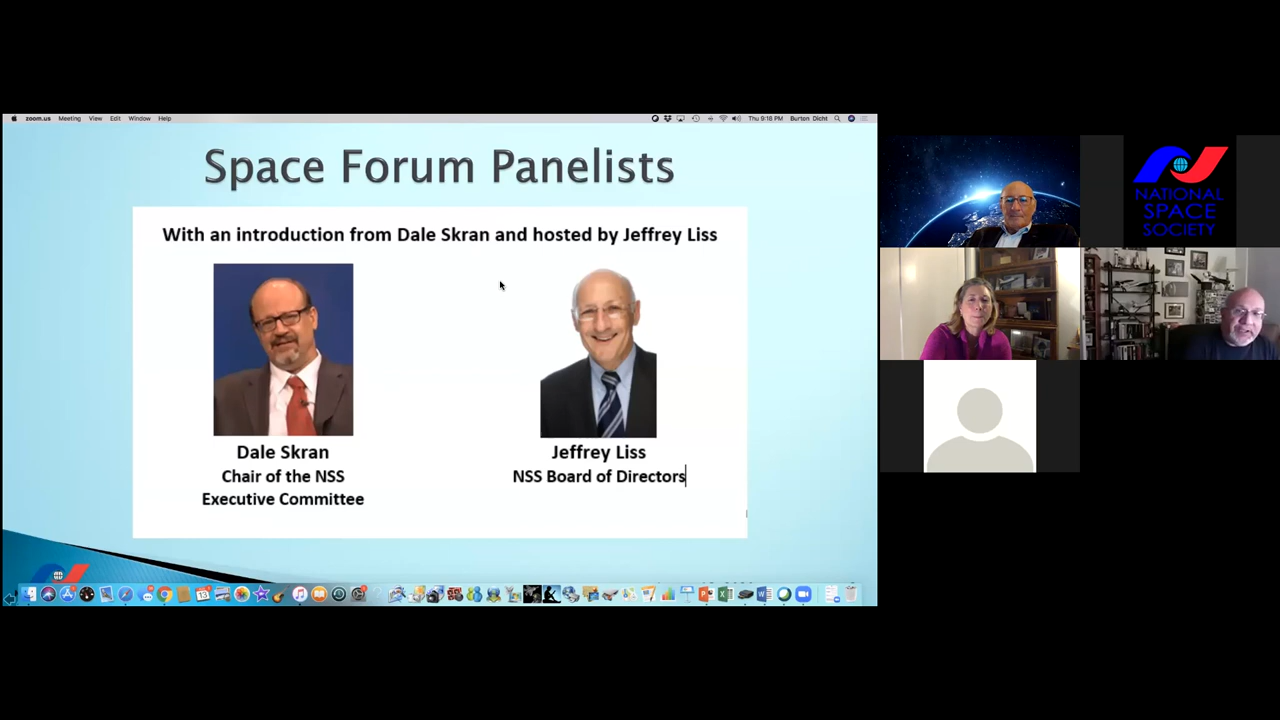 zoom.us Meeting View Edit Window Help
Thu 9:18 PM Burton Dicht
Space Forum Panelists
With an introduction from Dale Skran and hosted by Jeffrey Liss
Dale Skran
Chair of the NSS
Executive Committee
Jeffrey Liss
NSS Board of Directors
NATIONAL
SPACE
SOCIETY